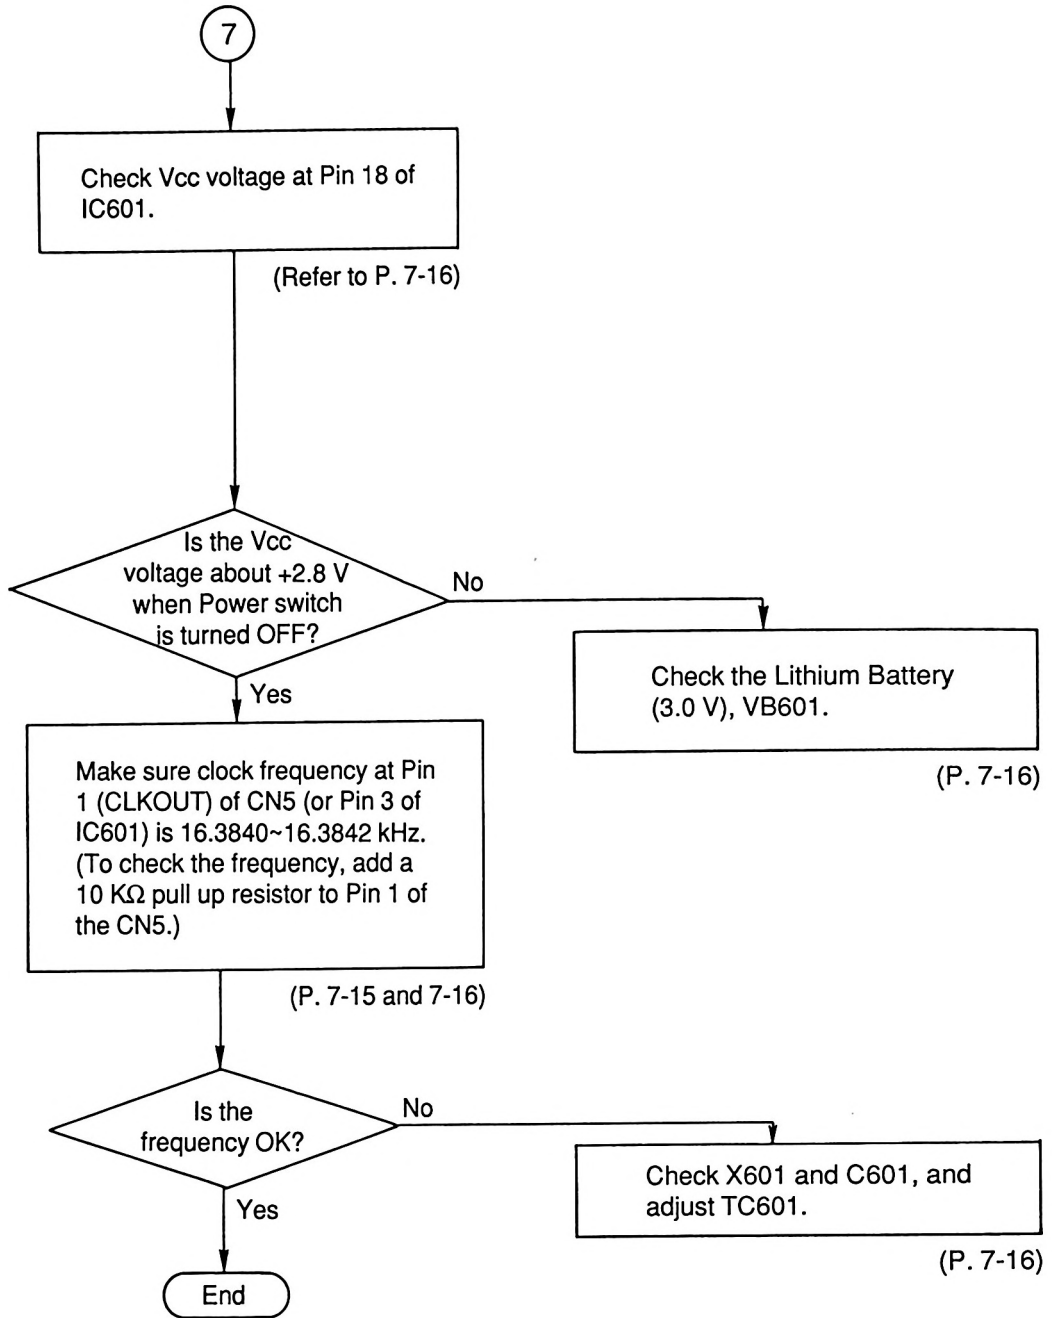 7
Check Vcc voltage at Pin 18 of
IC601.
(Refer to P. 7-16)
Is the Vcc
voltage about +2.8 V
when Power switch
is turned OFF?
No
Check the Lithium Battery
(3.0 V), VB601.
(P. 7-16)
Yes
Make sure clock frequency at Pin
1 (CLKOUT) of CN5 (or Pin 3 of
IC601) is 16.3840~16.3842 kHz.
(To check the frequency, add a
10 KΩ pull up resistor to Pin 1 of
the CN5.)
(P. 7-15 and 7-16)
Is the
frequency OK?
No
Check X601 and C601, and
adjust TC601.
(P. 7-16)
Yes
End